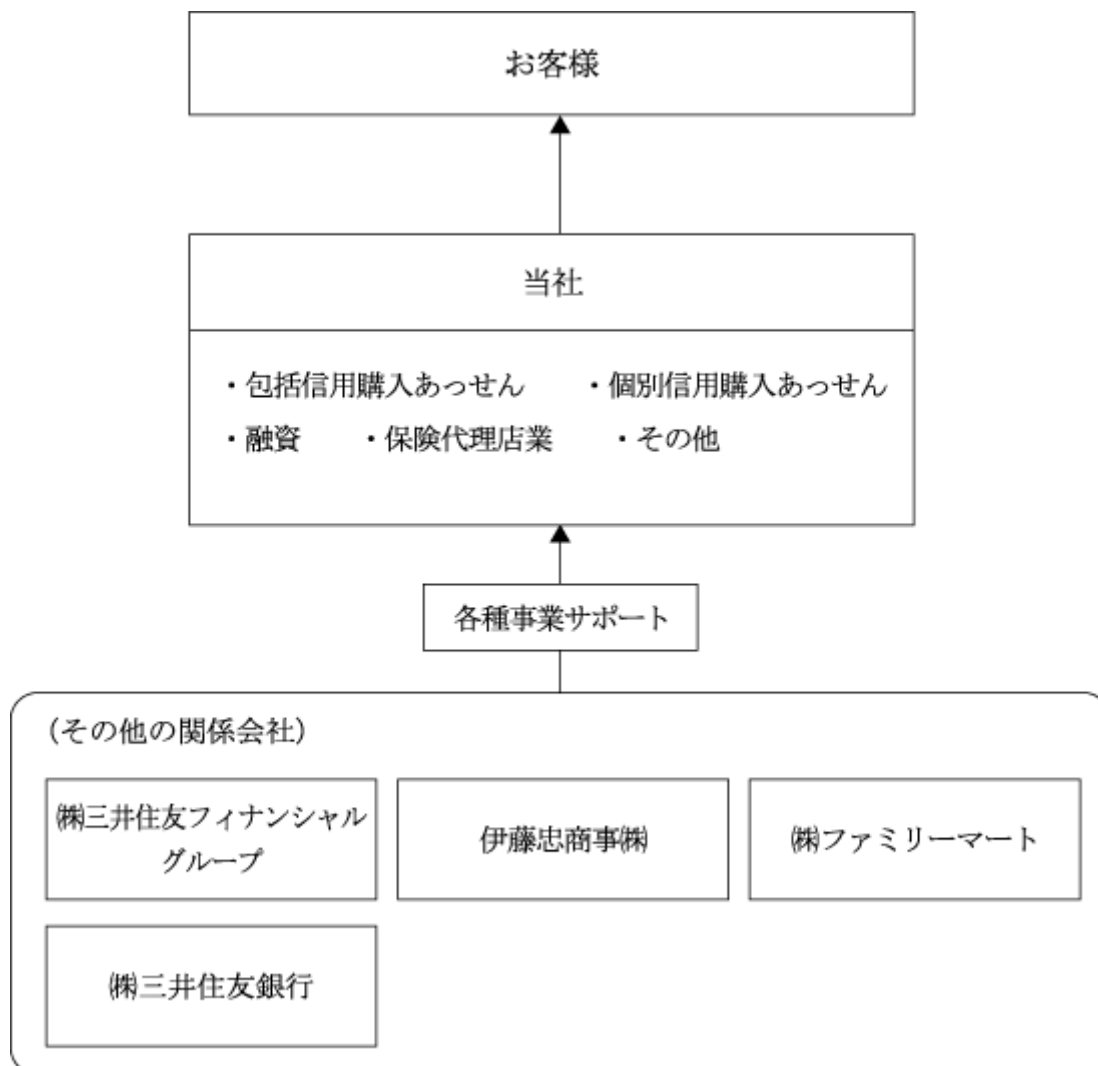 お客様
当社
・包括信用購入あっせん ・個別信用購入あっせん
・融資 ・保険代理店業 ・その他
各種事業サポート
(その他の関係会社)
㈱三井住友フィナンシャル
グループ
伊藤忠商事㈱
㈱ファミリーマート
㈱三井住友銀行